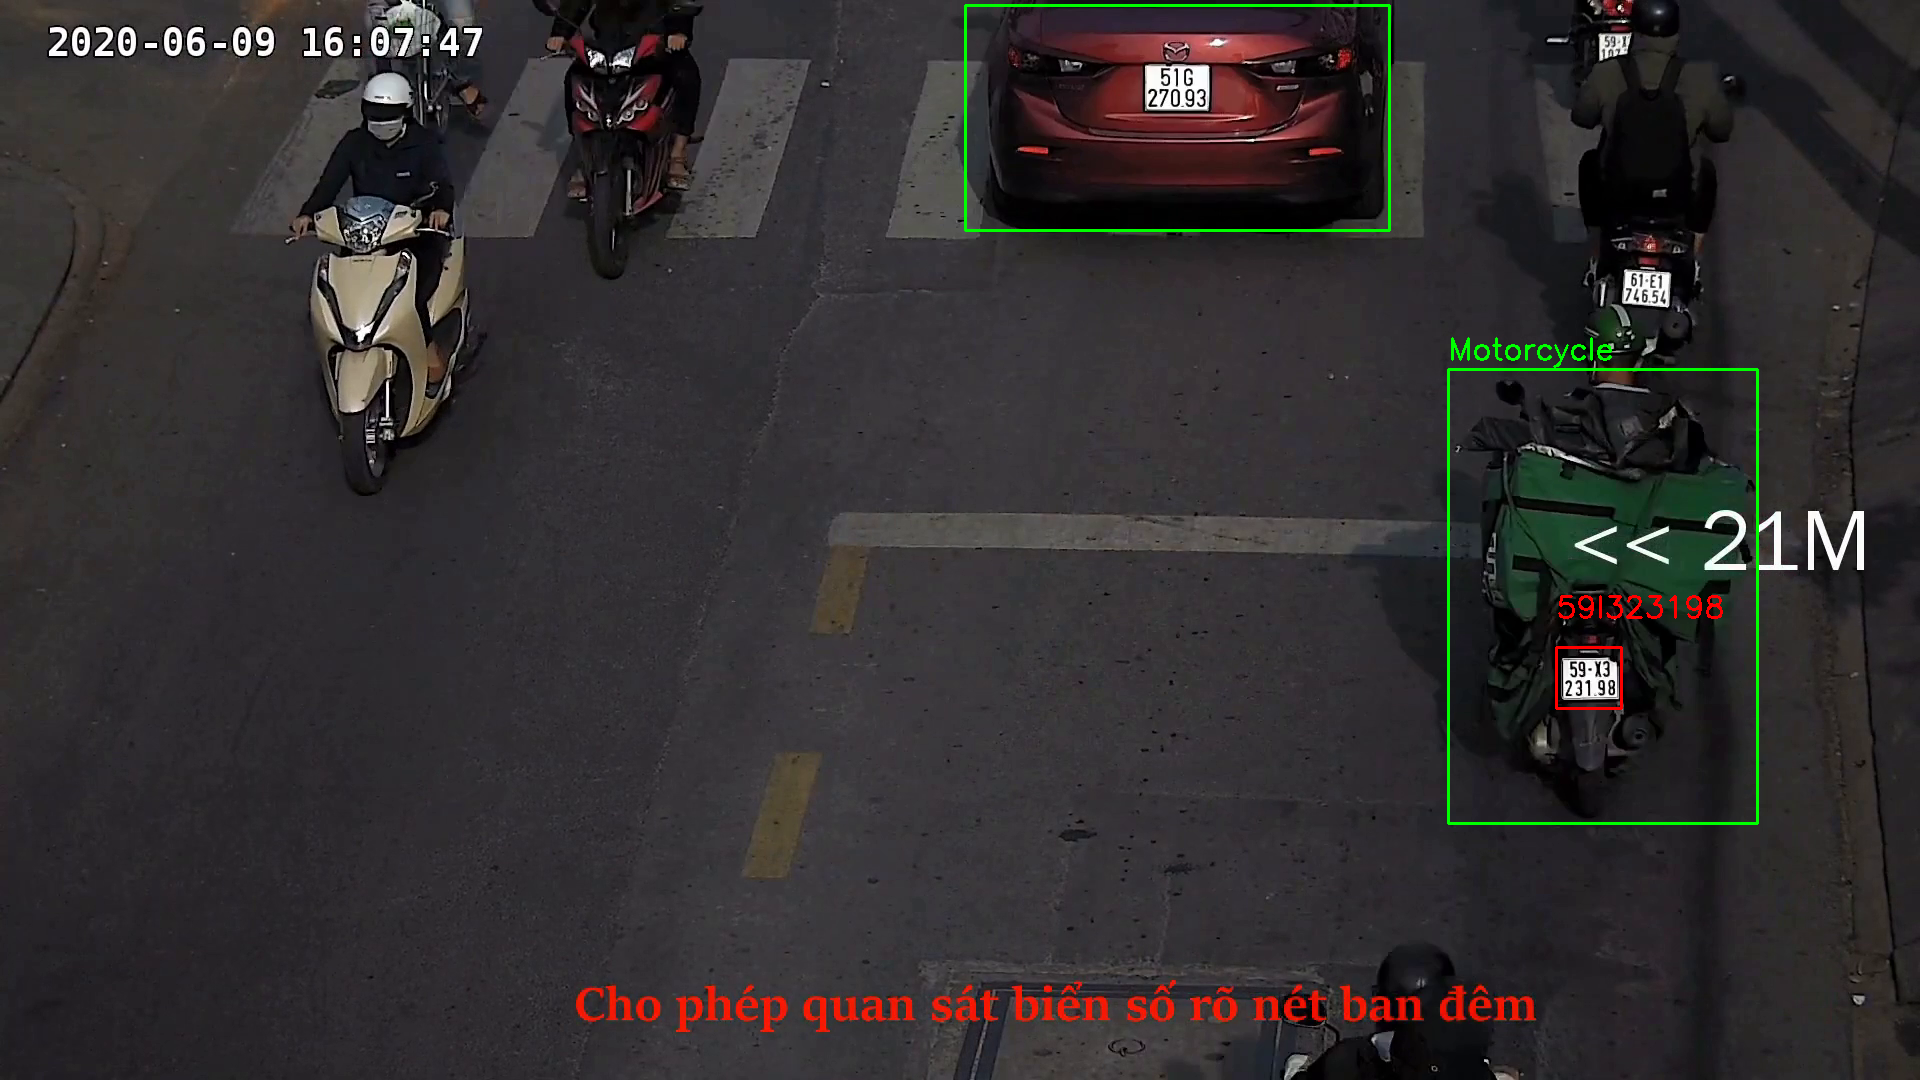 2020-06-09 16:07:47
51G
270.93
61-E1
746.54
Motorcycle
<< 21M
59I323198
59-X3
231.98
Cho phép quan sát biển số rõ nét ban đêm